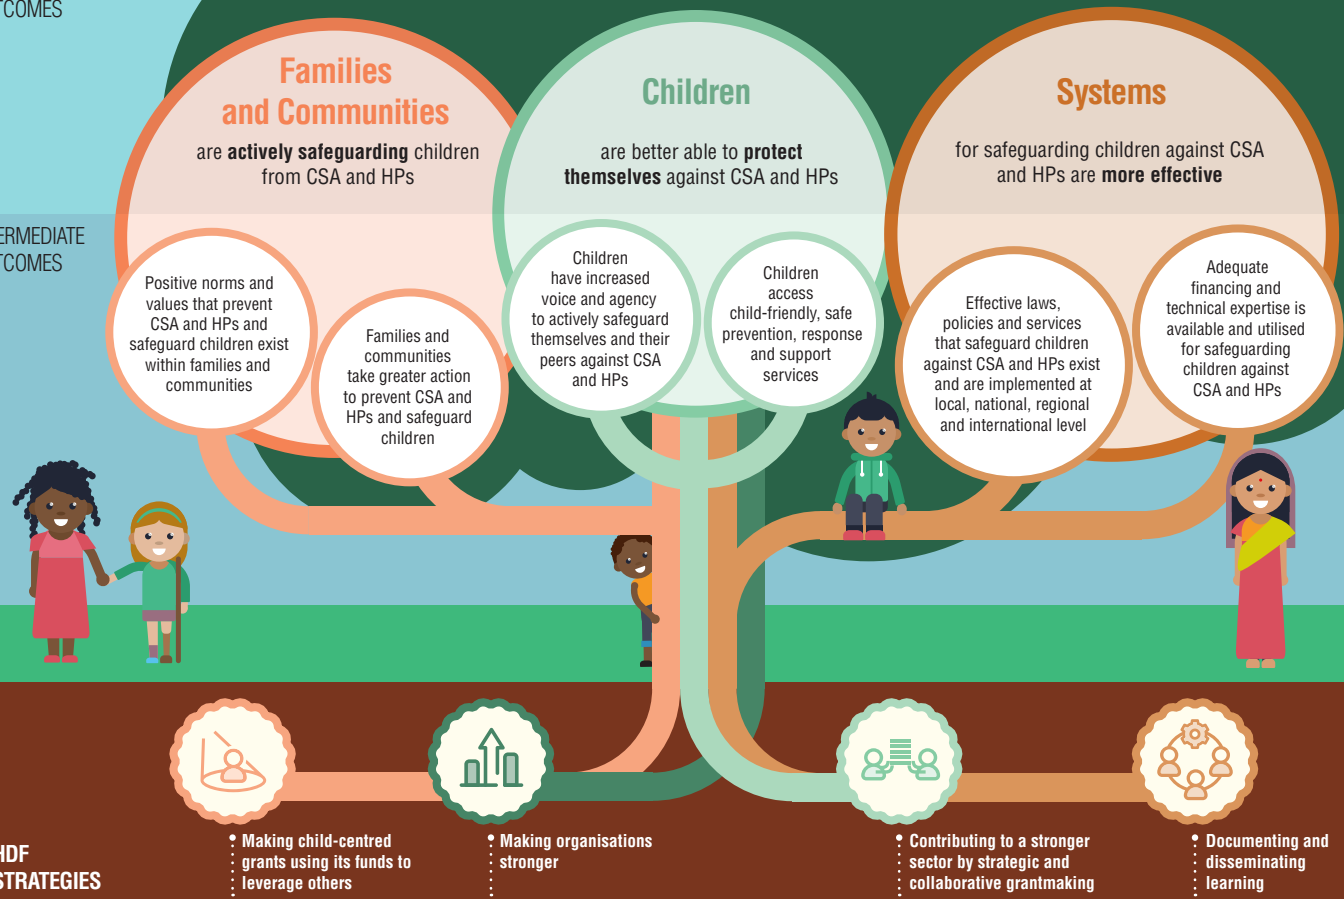 TCOMES
Families
and Communities
are actively safeguarding children
from CSA and HPs
Children
are better able to protect
themselves against CSA and HPs
Systems
for safeguarding children against CSA
and HPs are more effective
ERMEDIATE
TCOMES
Positive norms and
values that prevent
CSA and HPs and
safeguard children exist
within families and
communities
Families and
communities
take greater action
to prevent CSA and
HPs and safeguard
children
Children
have increased
voice and agency
to actively safeguard
themselves and their
peers against CSA
and HPs
Children
access
child-friendly, safe
prevention, response
and support
services
Effective laws,
policies and services
that safeguard children
against CSA and HPs exist
and are implemented at
local, national, regional
and international level
Adequate
financing and
technical expertise is
available and utilised
for safeguarding
children against
CSA and HPs
HDF
STRATEGIES
Making child-centred
grants using its funds to
leverage others
Making organisations
stronger
Contributing to a stronger
sector by strategic and
collaborative grantmaking
Documenting and
disseminating
learning